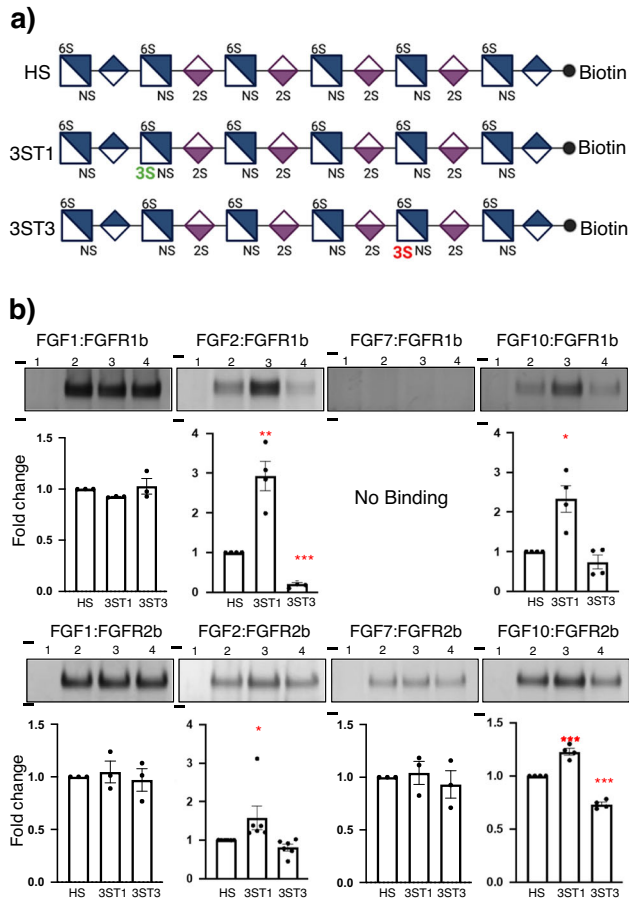 a)
6S 6S 6S 6S 6S 6S
HS Biotin
NS NS 2S NS 2S NS 2S NS 2S NS
6S 6S 6S 6S 6S 6S
3ST1 Biotin
NS 3S NS 2S NS 2S NS 2S NS 2S NS
6S 6S 6S 6S 6S 6S
3ST3 Biotin
NS NS 2S NS 2S NS 2S 3S NS 2S NS
b)
FGF1:FGFR1b FGF2:FGFR1b FGF7:FGFR1b FGF10:FGFR1b
1 2 3 4 1 2 3 4 1 2 3 4 1 2 3 4
Fold change
1.5
1.0
0.5
0.0
HS 3ST1 3ST3
4
3
2
1
0
**
***
HS 3ST1 3ST3
No Binding
4
3
2
1
0
*
HS 3ST1 3ST3
FGF1:FGFR2b FGF2:FGFR2b FGF7:FGFR2b FGF10:FGFR2b
1 2 3 4 1 2 3 4 1 2 3 4 1 2 3 4
Fold change
1.5
1.0
0.5
0.0
HS 3ST1 3ST3
4
3
2
1
0
*
HS 3ST1 3ST3
1.5
1.0
0.5
0.0
HS 3ST1 3ST3
1.5
1.0
0.5
0.0
***
***
HS 3ST1 3ST3